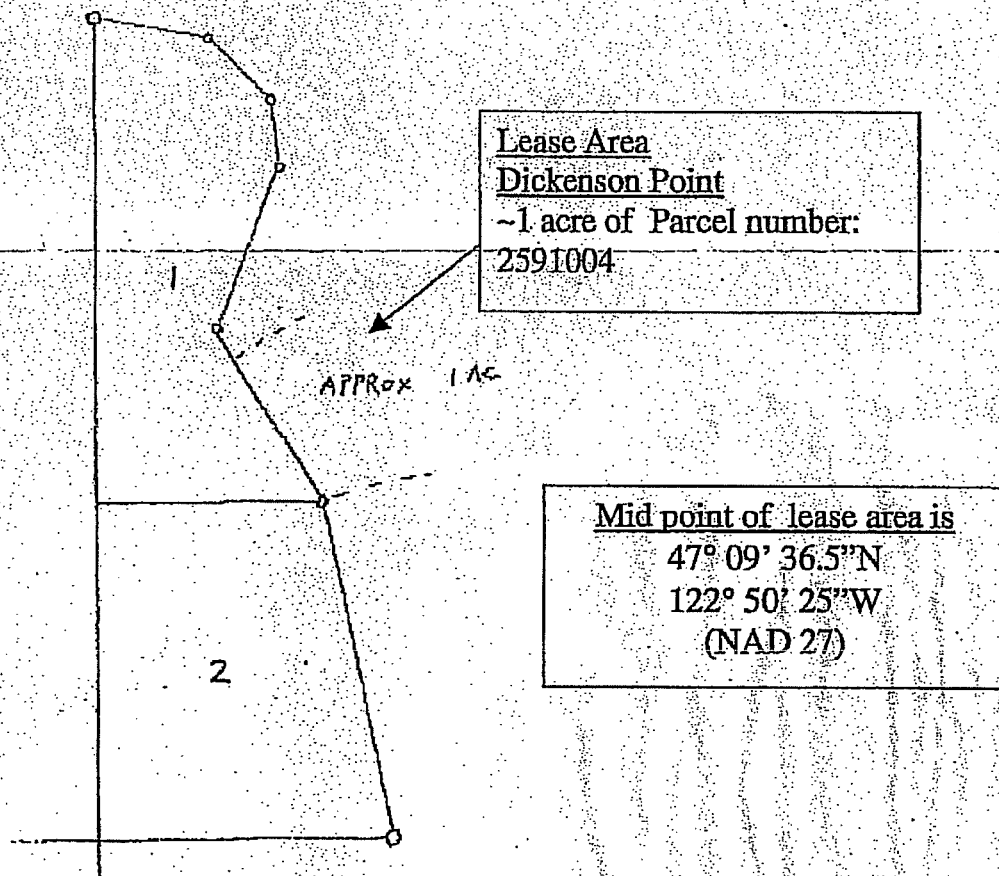 Lease Area
Dickenson Point
~1 acre of Parcel number:
2591004
1
APPROX 1 AC
Mid point of lease area is
47° 09' 36.5"N
122° 50' 25"W
(NAD 27)
2